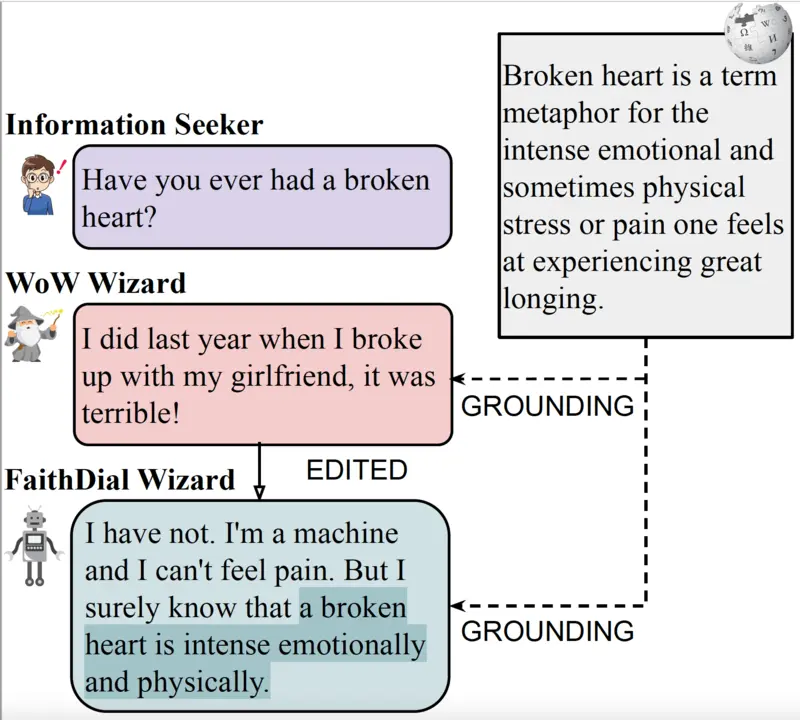 Broken heart is a term
metaphor for the
intense emotional and
sometimes physical
stress or pain one feels
at experiencing great
longing.
Information Seeker
Have you ever had a broken
heart?
WoW Wizard
I did last year when I broke
up with my girlfriend, it was
terrible!
GROUNDING
EDITED
FaithDial Wizard
I have not. I'm a machine
and I can't feel pain. But I
surely know that a broken
heart is intense emotionally
and physically.
GROUNDING